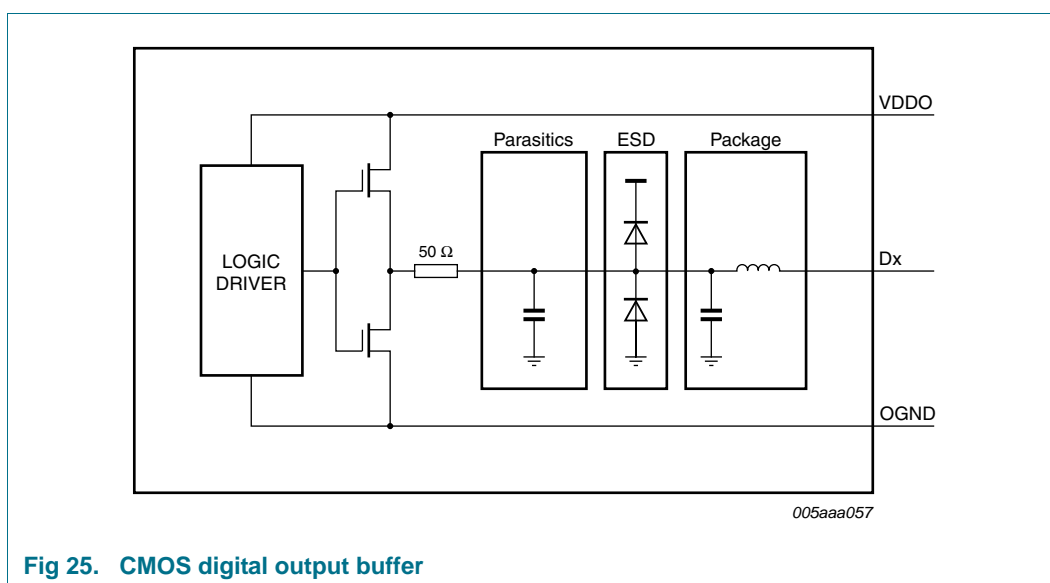 VDDO
Parasitics
ESD
Package
50 Ω
LOGIC
DRIVER
Dx
OGND
005aaa057
Fig 25. CMOS digital output buffer